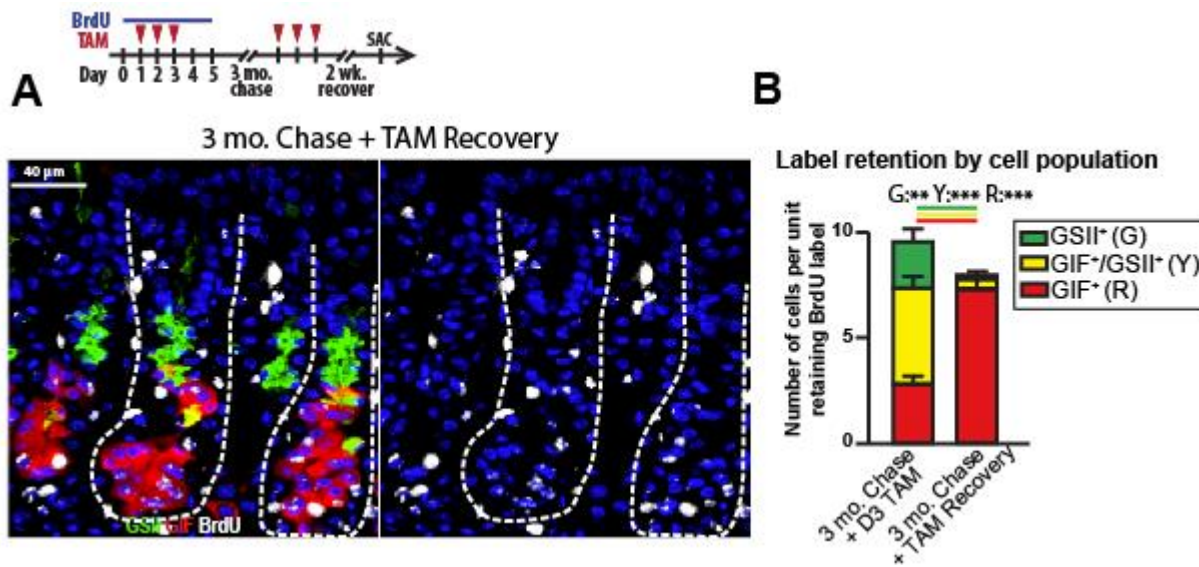 BrdU
TAM
SAC
Day 0 1 2 3 4 5 3 mo. chase 2 wk. recover
A
3 mo. Chase + TAM Recovery
40 µm
GSII GIF BrdU
B
Label retention by cell population
G:** Y:*** R:***
Number of cells per unit
retaining BrdU label
10
5
0
3 mo. Chase
+ D3 TAM
3 mo. Chase
+ TAM Recovery
GSII⁺ (G)
GIF⁺/GSII⁺ (Y)
GIF⁺ (R)